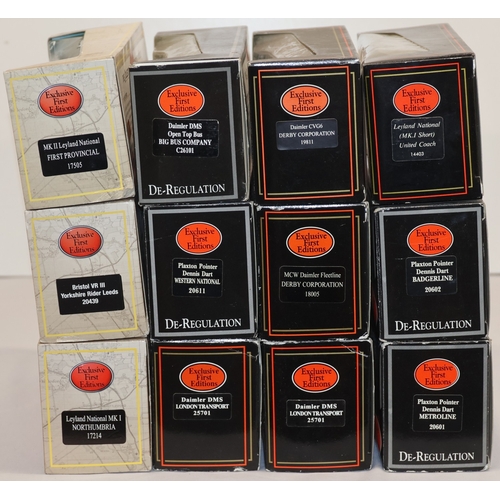 Exclusive
First
Editions
MK II Leyland National
FIRST PROVINCIAL
17505
Exclusive
First
Editions
Daimler DMS
Open Top Bus
BIG BUS COMPANY
C26101
DE-REGULATION
Exclusive
First
Editions
Daimler CVG6
DERBY CORPORATION
19811
Exclusive
First
Editions
Leyland National
(MK.I Short)
United Coach
14403
Exclusive
First
Editions
Bristol VR III
Yorkshire Rider Leeds
20439
Exclusive
First
Editions
Plaxton Pointer
Dennis Dart
WESTERN NATIONAL
20611
DE-REGULATION
Exclusive
First
Editions
MCW Daimler Fleetline
DERBY CORPORATION
18005
Exclusive
First
Editions
Plaxton Pointer
Dennis Dart
BADGERLINE
20602
DE-REGULATION
Exclusive
First
Editions
Leyland National MK I
NORTHUMBRIA
17214
Exclusive
First
Editions
Daimler DMS
LONDON TRANSPORT
25701
Exclusive
First
Editions
Daimler DMS
LONDON TRANSPORT
25701
Exclusive
First
Editions
Plaxton Pointer
Dennis Dart
METROLINE
20601
DE-REGULATION